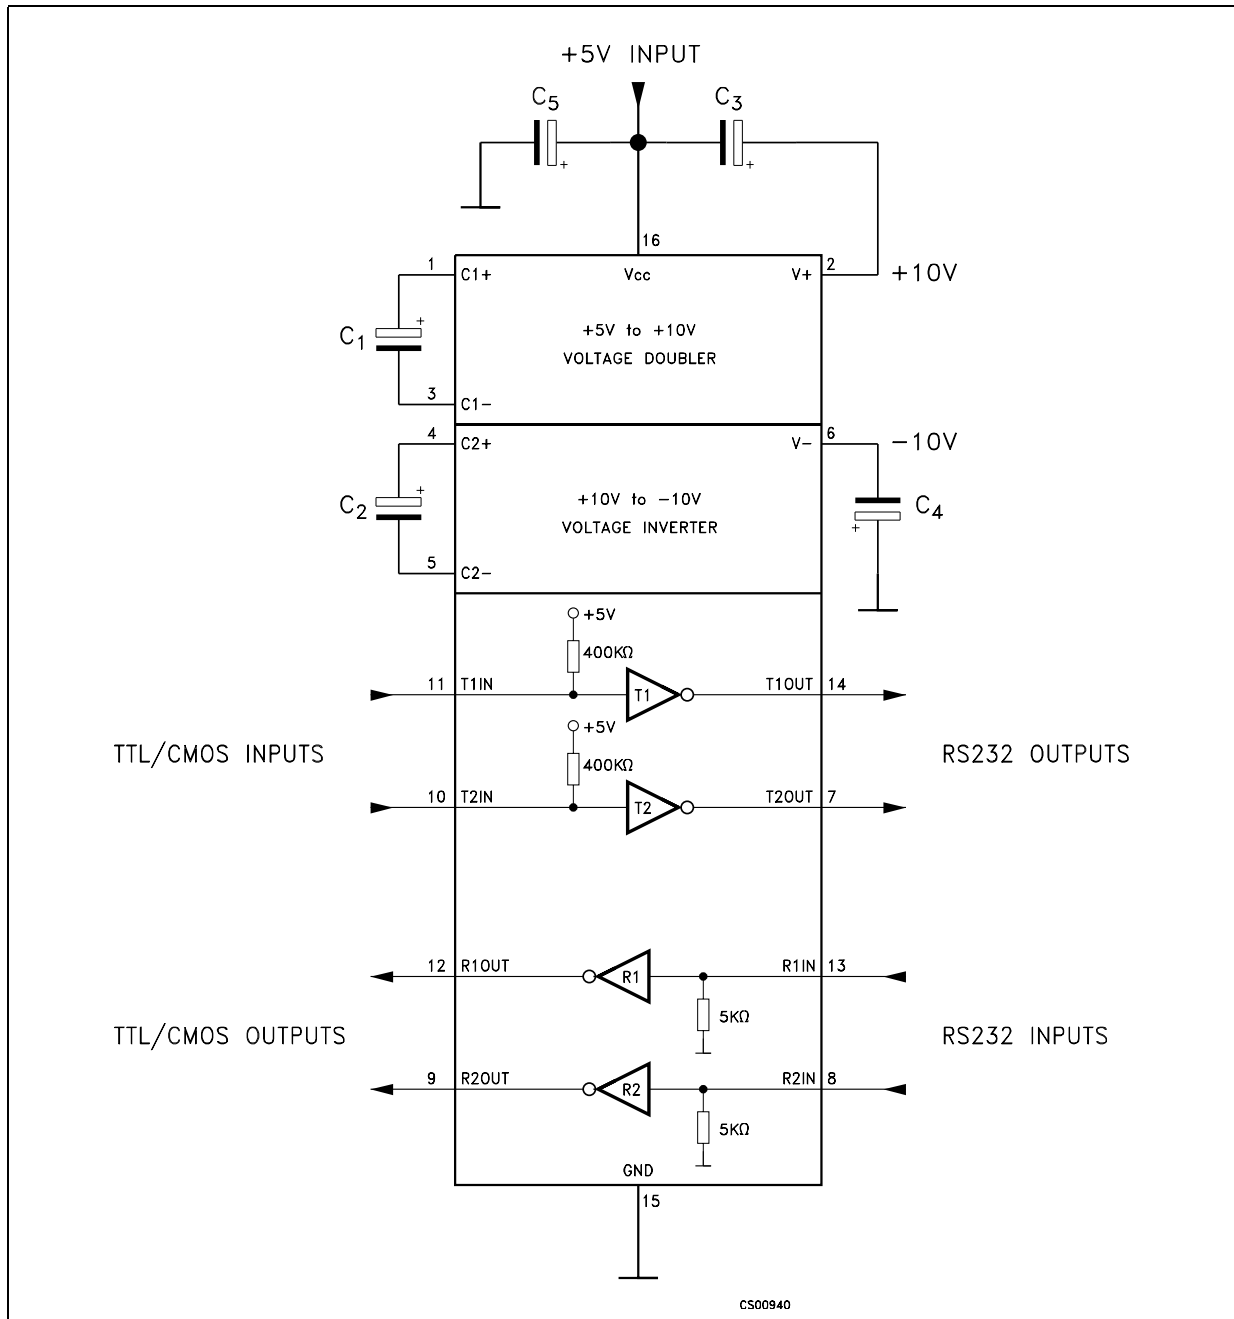 +5V INPUT
C5
C3
+
+
16
1
C1+
Vcc
V+
2
+10V
C1
+
+5V to +10V
VOLTAGE DOUBLER
3
C1-
4
C2+
V-
6
-10V
C2
+
+10V to -10V
VOLTAGE INVERTER
+
C4
5
C2-
+5V
400KΩ
11
T1IN
T1
T1OUT
14
+5V
TTL/CMOS INPUTS
RS232 OUTPUTS
400KΩ
10
T2IN
T2
T2OUT
7
12
R1OUT
R1
R1IN
13
5KΩ
TTL/CMOS OUTPUTS
RS232 INPUTS
9
R2OUT
R2
R2IN
8
5KΩ
GND
15
CS00940